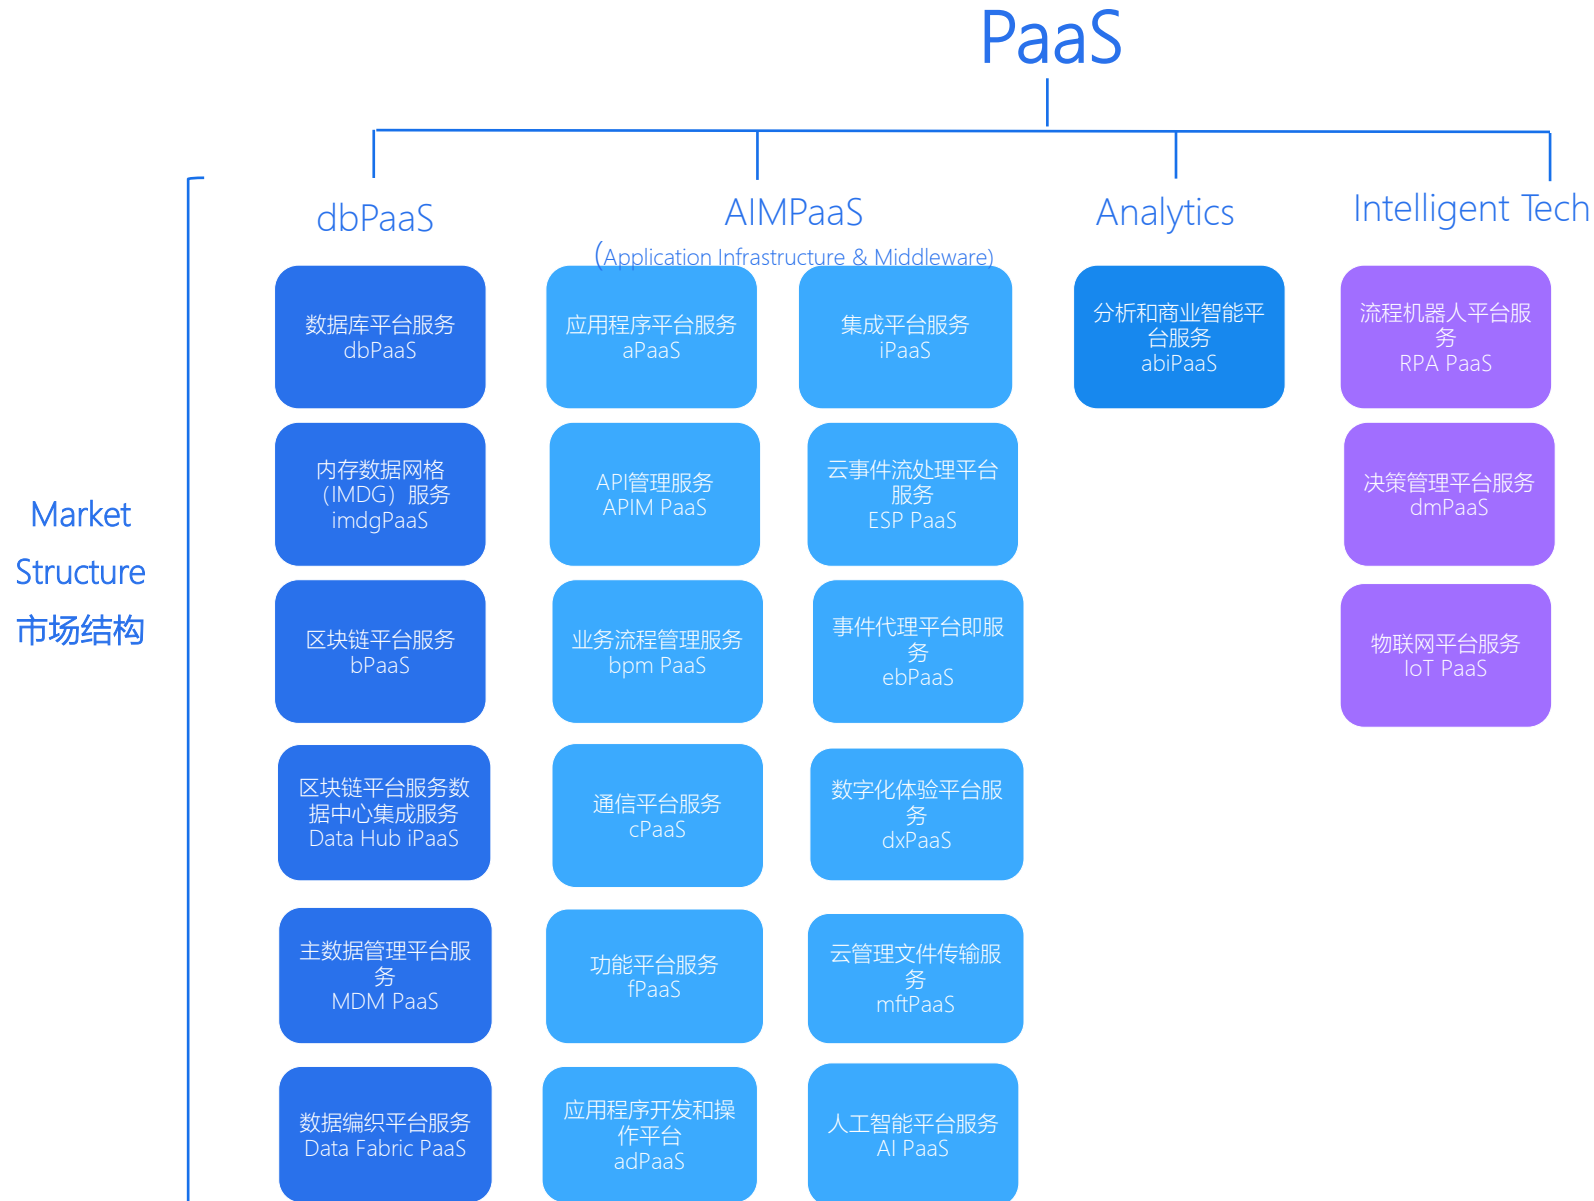 PaaS
Market
Structure
市场结构
dbPaaS
数据库平台服务
dbPaaS
内存数据网格
（IMDG）服务
imdgPaaS
区块链平台服务
bPaaS
区块链平台服务数
据中心集成服务
Data Hub iPaaS
主数据管理平台服
务
MDM PaaS
数据编织平台服务
Data Fabric PaaS
AIMPaaS
(Application Infrastructure & Middleware)
应用程序平台服务
aPaaS
API管理服务
APIM PaaS
业务流程管理服务
bpm PaaS
通信平台服务
cPaaS
功能平台服务
fPaaS
应用程序开发和操
作平台
adPaaS
集成平台服务
iPaaS
云事件流处理平台
服务
ESP PaaS
事件代理平台即服
务
ebPaaS
数字化体验平台服
务
dxPaaS
云管理文件传输服
务
mftPaaS
人工智能平台服务
AI PaaS
Analytics
分析和商业智能平
台服务
abiPaaS
Intelligent Tech
流程机器人平台服
务
RPA PaaS
决策管理平台服务
dmPaaS
物联网平台服务
IoT PaaS